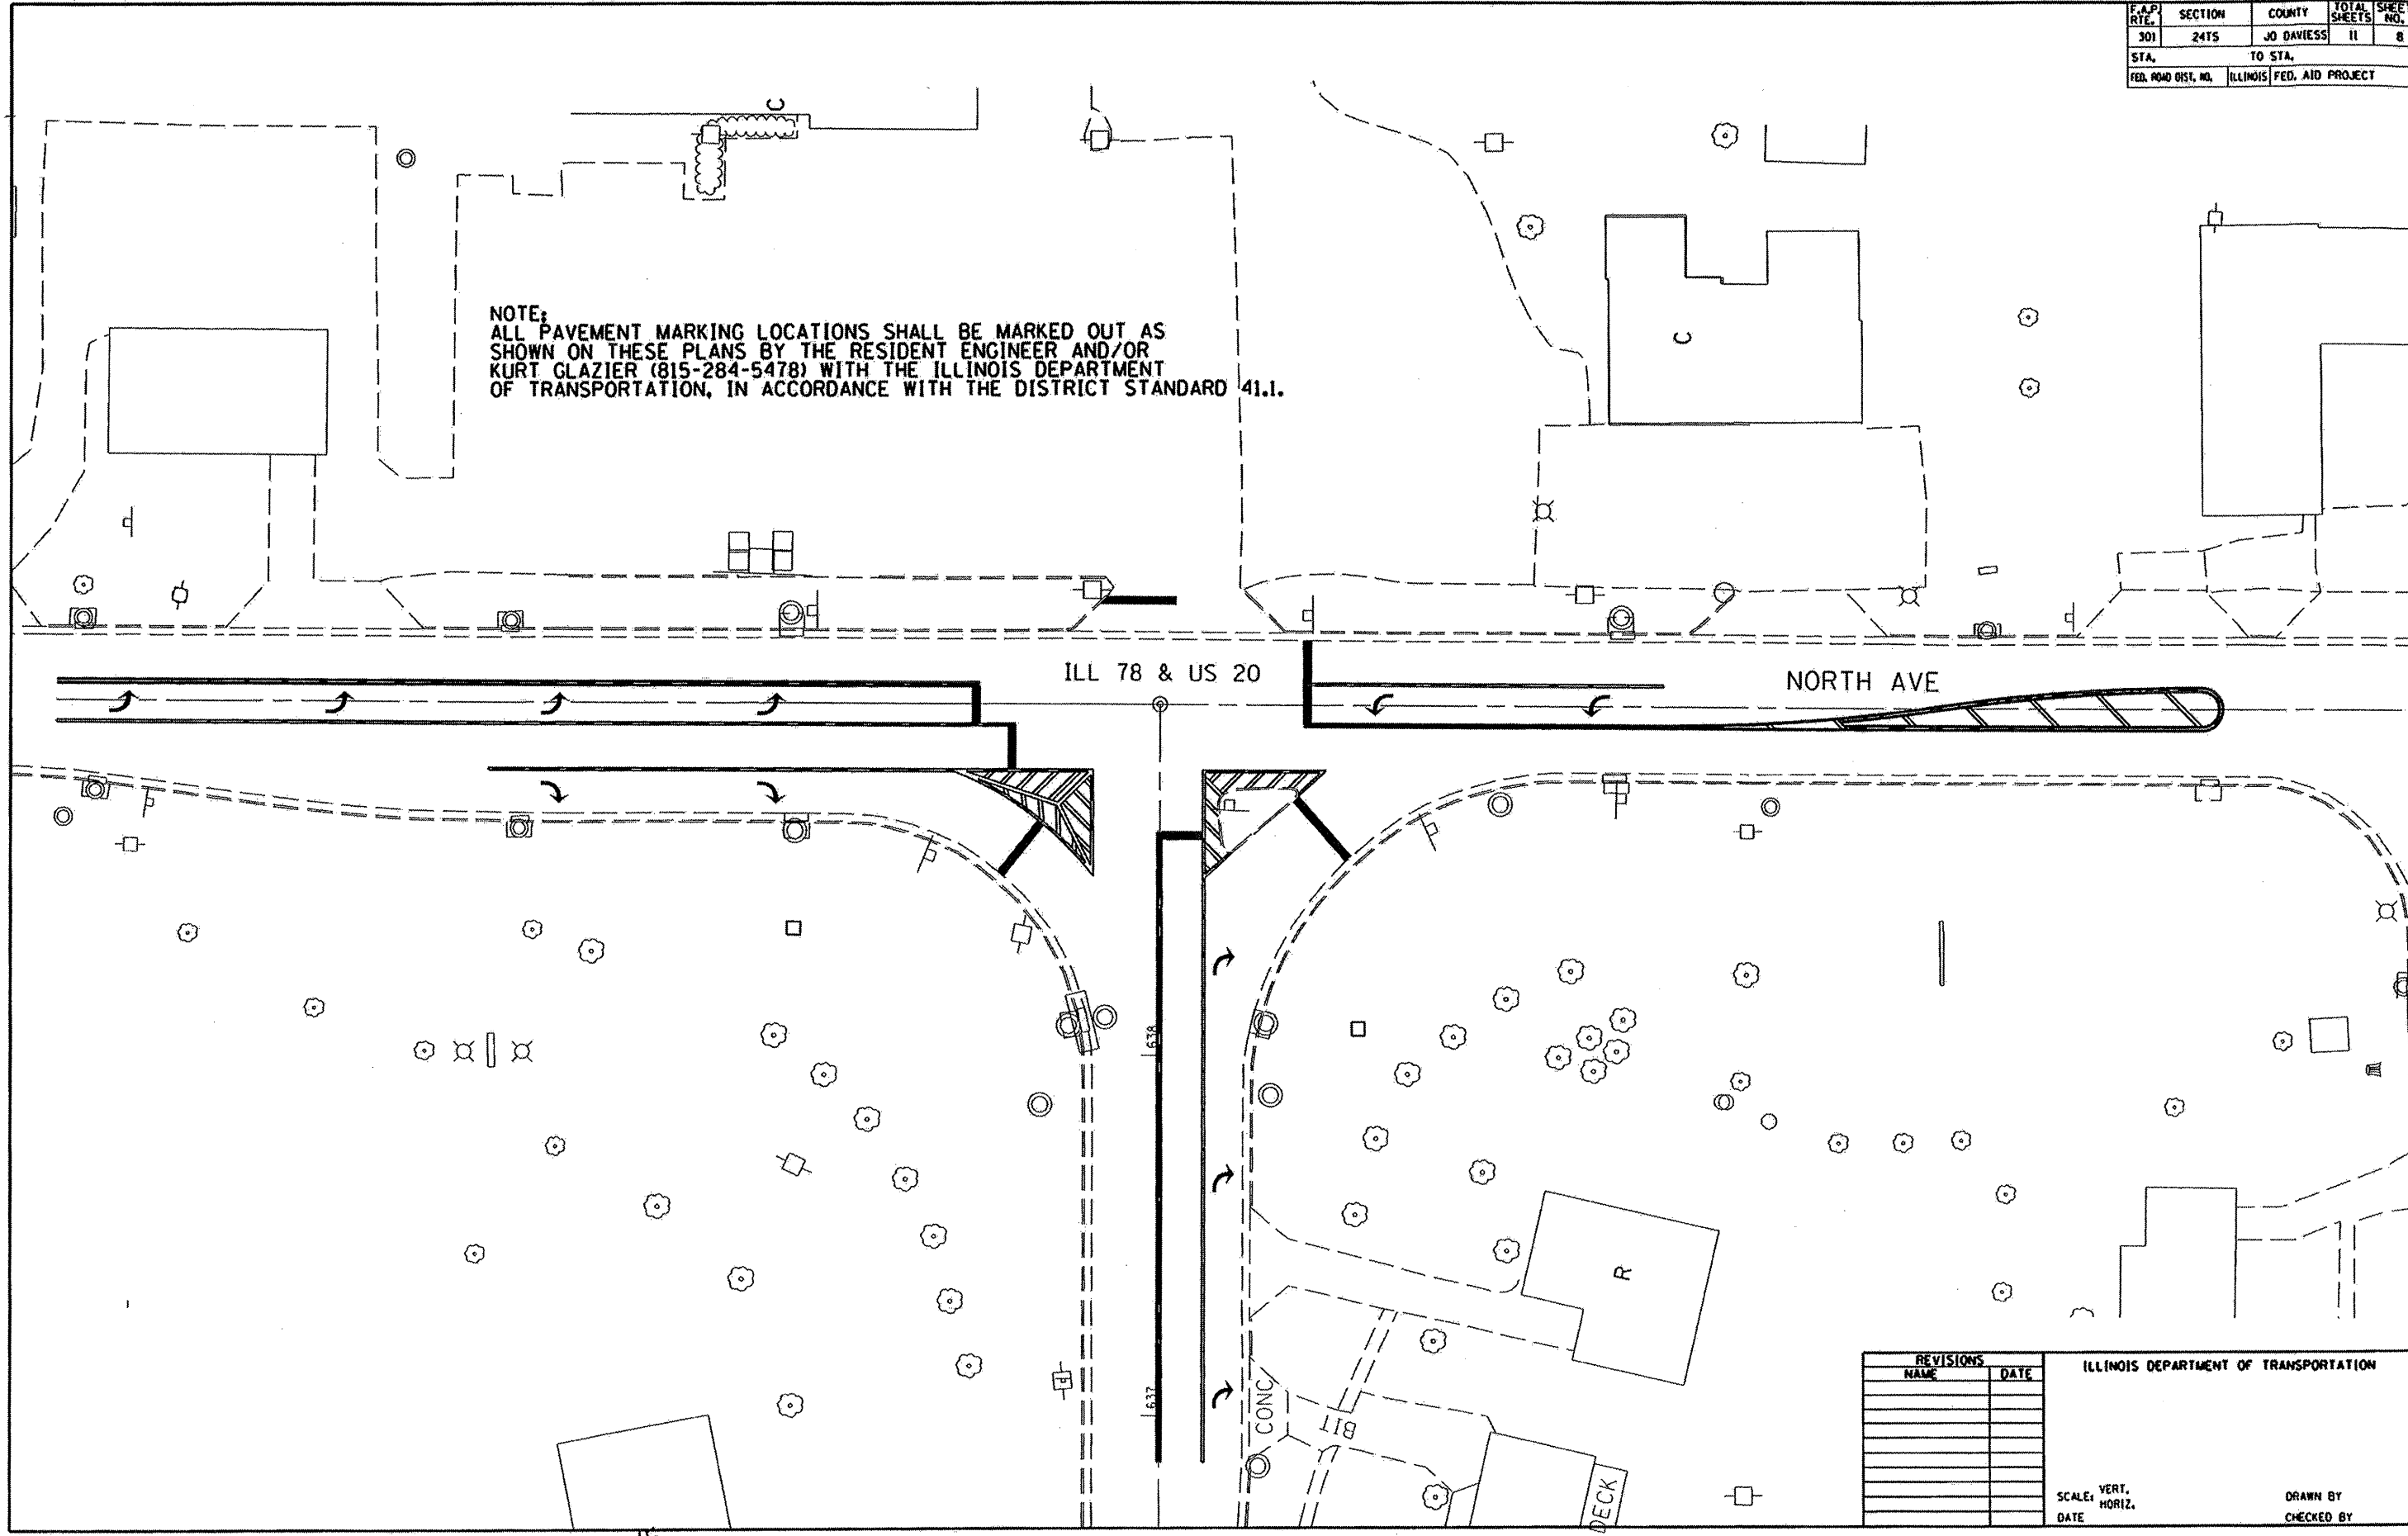 F.A.P. RTE. SECTION COUNTY TOTAL SHEETS SHEET NO.
301 24TS JO DAVIESS 11 8
STA. TO STA.
FED. ROAD DIST. NO. ILLINOIS FED. AID PROJECT
C
NOTE:
ALL PAVEMENT MARKING LOCATIONS SHALL BE MARKED OUT AS
SHOWN ON THESE PLANS BY THE RESIDENT ENGINEER AND/OR
KURT GLAZIER (815-284-5478) WITH THE ILLINOIS DEPARTMENT
OF TRANSPORTATION, IN ACCORDANCE WITH THE DISTRICT STANDARD 41.1.
C
ILL 78 & US 20
NORTH AVE
638
R
637
CONC
BIT
DECK
REVISIONS
NAME DATE
ILLINOIS DEPARTMENT OF TRANSPORTATION
SCALE: VERT.
HORIZ.
DATE
DRAWN BY
CHECKED BY